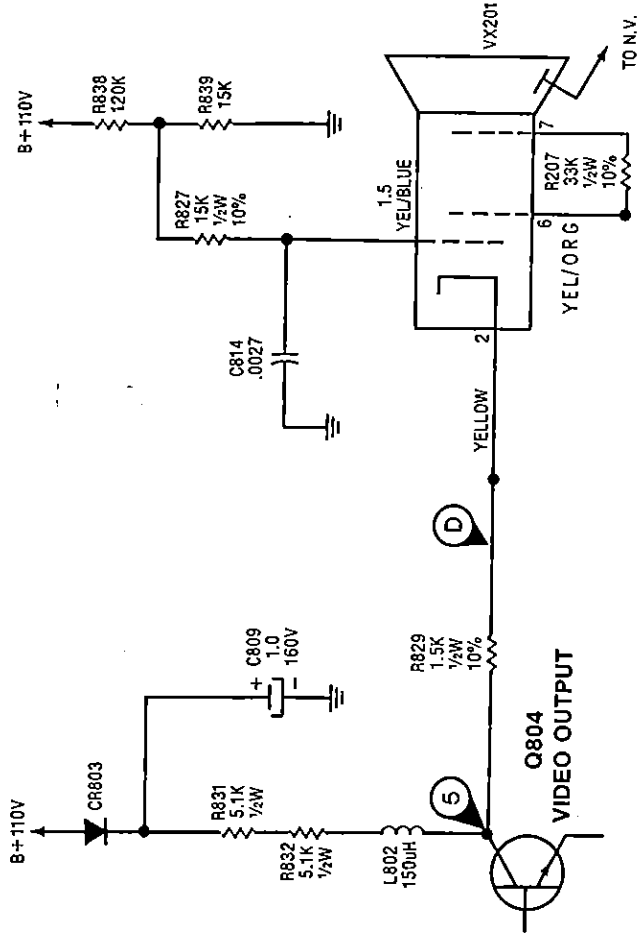 B+110V
R838
120K
R839
15K
R827
15K
½W
10%
C814
.0027
1.5
YEL/BLUE
VX201
7
6
R207
33K
½W
10%
YEL/ORG
TO N.V.
2
YELLOW
D
R829
1.5K
½W
10%
B+110V
CR803
+
C809
1.0
160V
−
R831
5.1K
½W
R832
5.1K
½W
L802
150uH
5
Q804
VIDEO OUTPUT